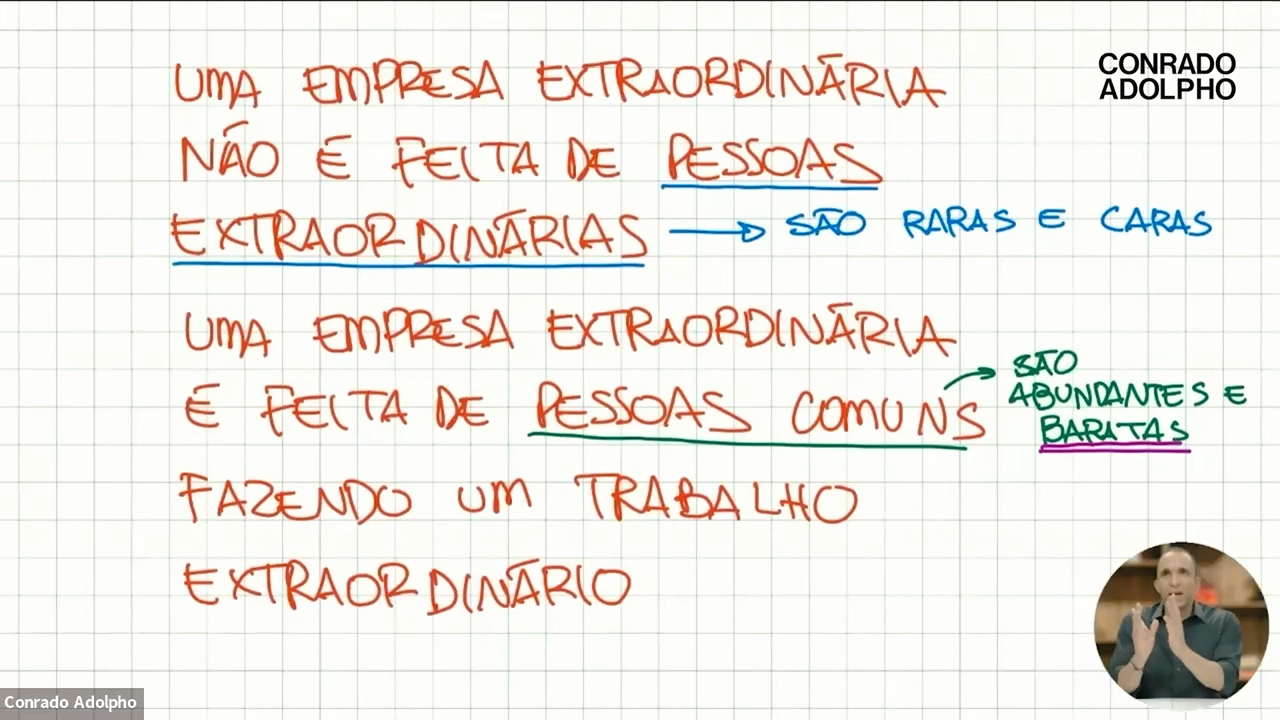 CONRADO
ADOLPHO
UMA EMPRESA EXTRAORDINÁRIA
NÃO É FEITA DE PESSOAS
EXTRAORDINÁRIAS → SÃO RARAS E CARAS
UMA EMPRESA EXTRAORDINÁRIA
É FEITA DE PESSOAS COMUNS
SÃO
ABUNDANTES E
BARATAS
FAZENDO UM TRABALHO
EXTRAORDINÁRIO
Conrado Adolpho